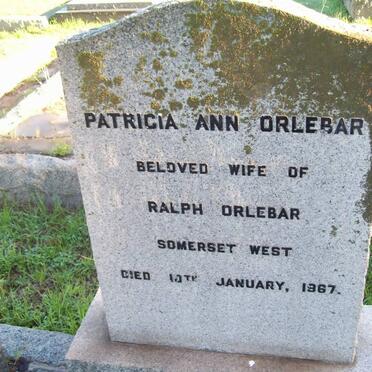 PATRICIA ANN ORLEBAR
BELOVED WIFE OF
RALPH ORLEBAR
SOMERSET WEST
DIED 10TH JANUARY, 1967.